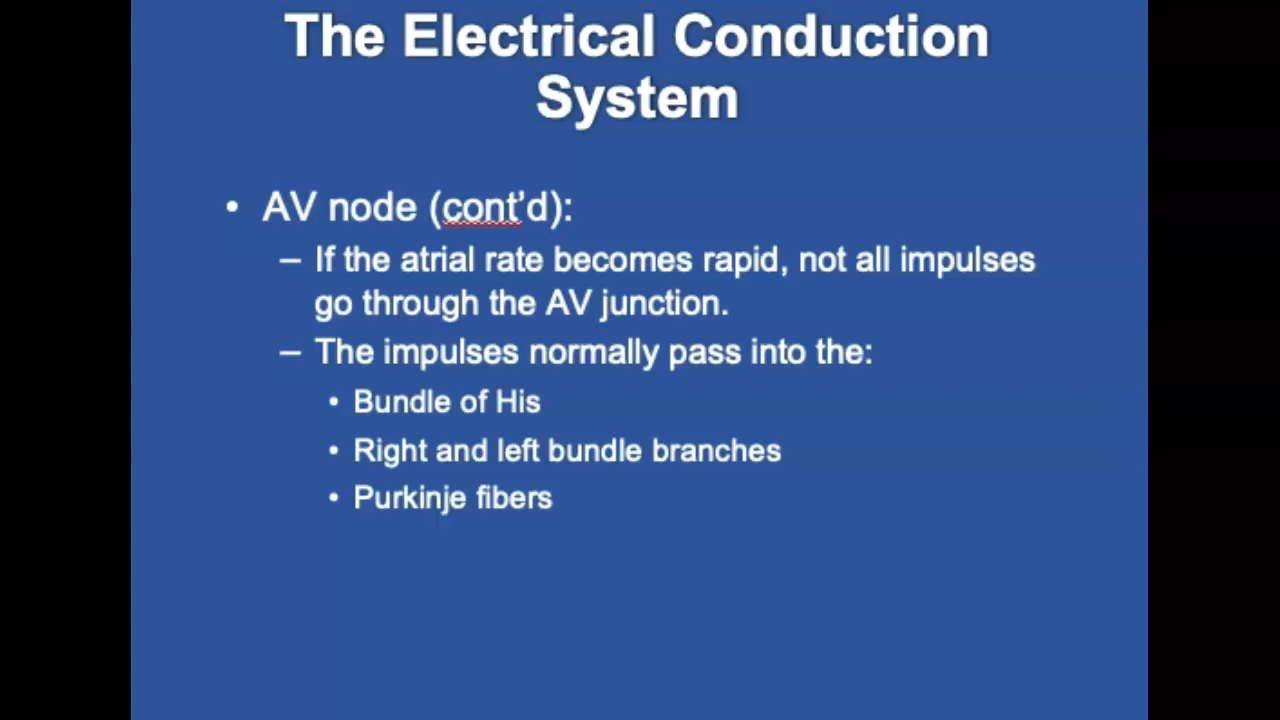 The Electrical Conduction
System
• AV node (cont’d):
– If the atrial rate becomes rapid, not all impulses
go through the AV junction.
– The impulses normally pass into the:
• Bundle of His
• Right and left bundle branches
• Purkinje fibers